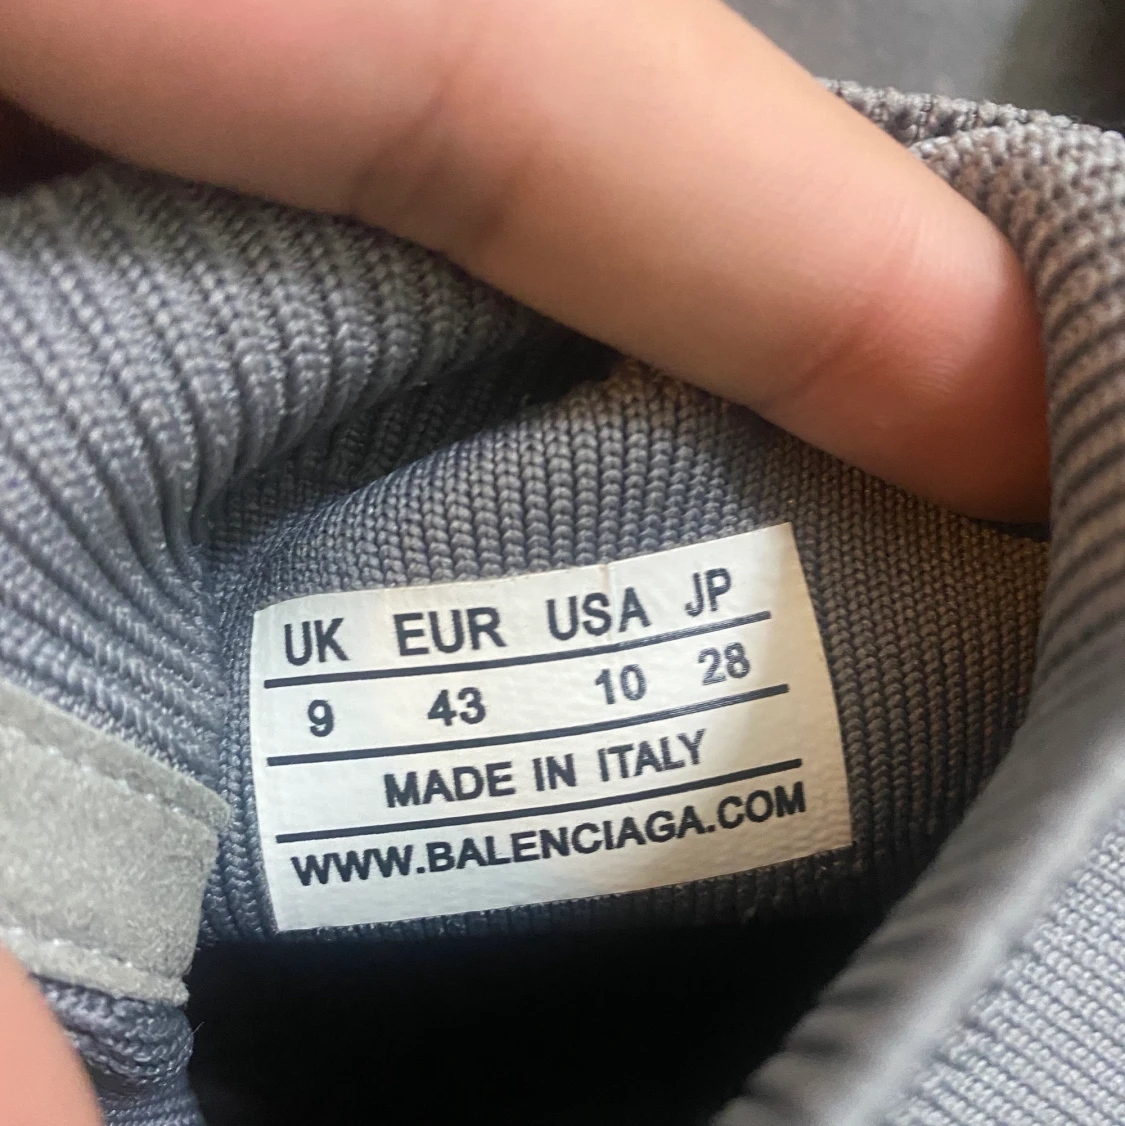 UK EUR USA JP
9 43 10 28
MADE IN ITALY
WWW.BALENCIAGA.COM